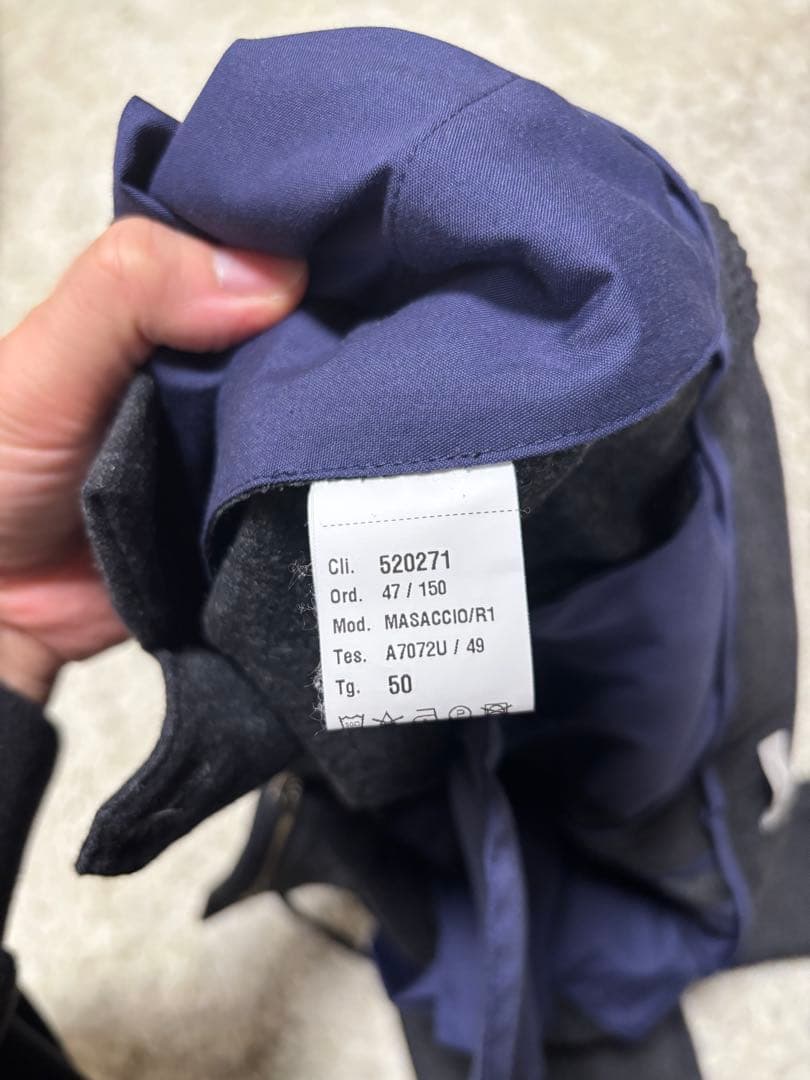 Cli. 520271
Ord. 47 / 150
Mod. MASACCIO/R1
Tes. A7072U / 49
Tg. 50